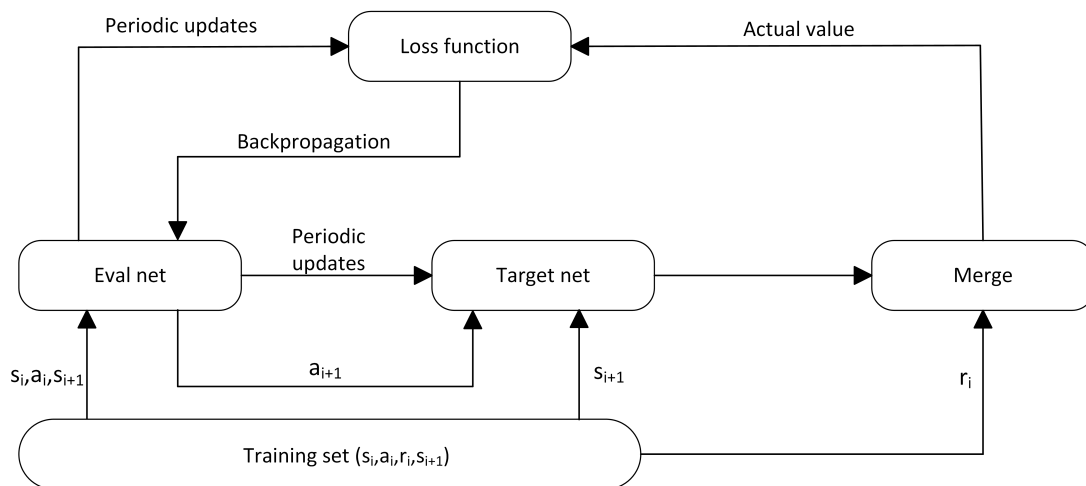 Periodic updates
Loss function
Actual value
Backpropagation
Eval net
Periodic
updates
Target net
Merge
sᵢ,aᵢ,sᵢ₊₁
aᵢ₊₁
sᵢ₊₁
rᵢ
Training set (sᵢ,aᵢ,rᵢ,sᵢ₊₁)